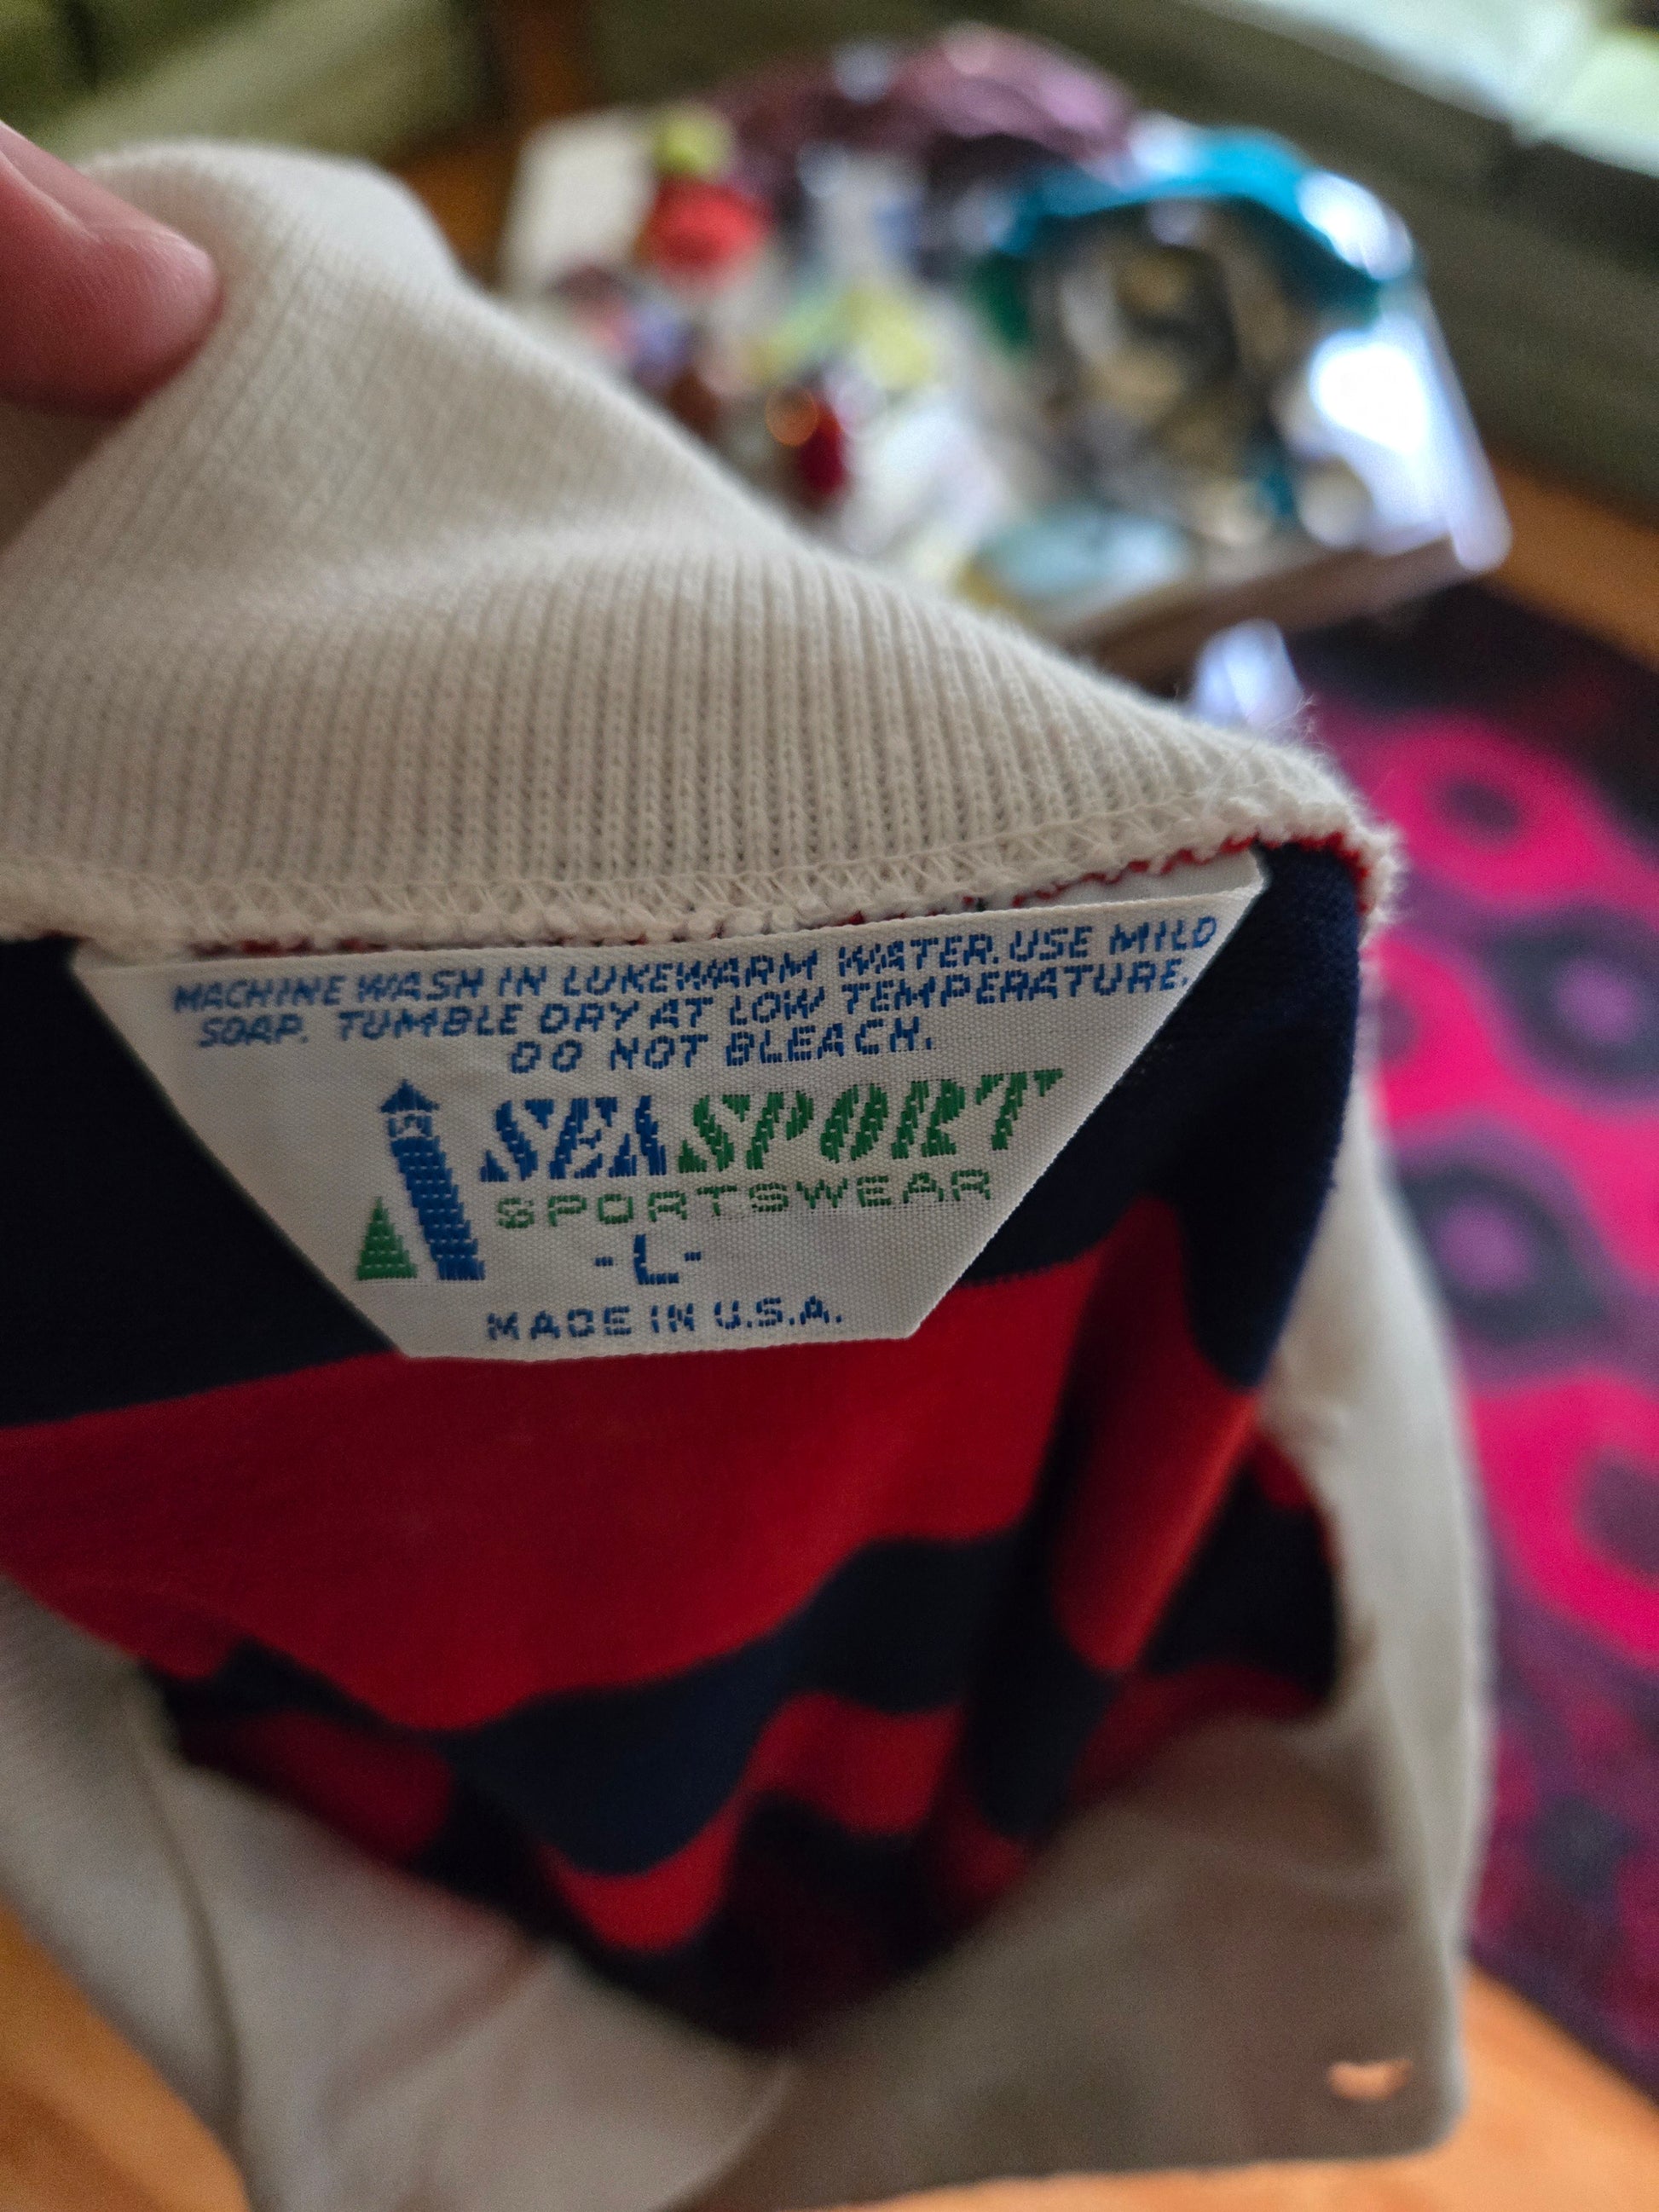 MACHINE WASH IN LUKEWARM WATER. USE MILD
SOAP. TUMBLE DRY AT LOW TEMPERATURE.
DO NOT BLEACH.
SEASPORT
SPORTSWEAR
-L-
MADE IN U.S.A.